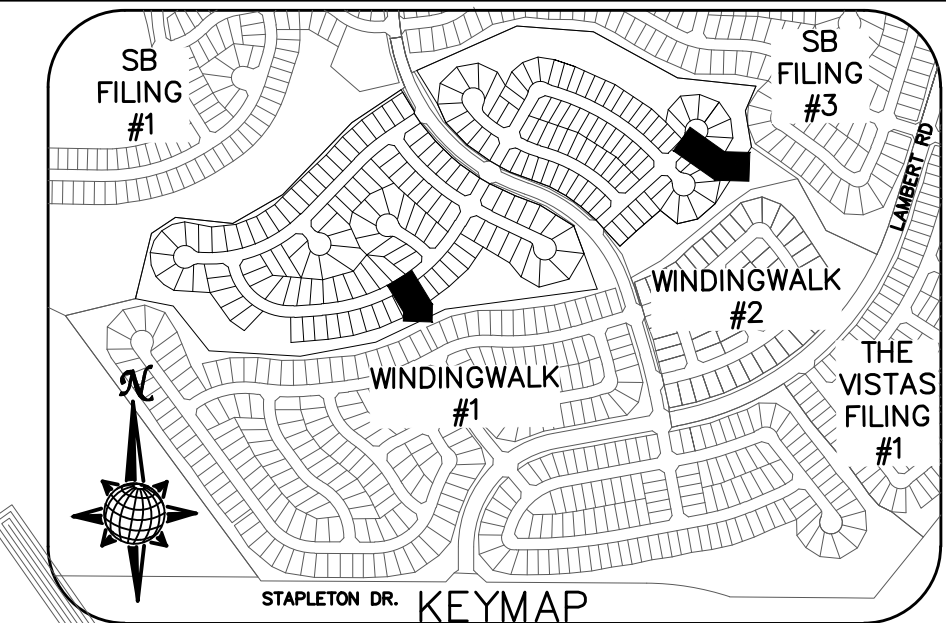 SB
FILING
#1
SB
FILING
#3
LAMBERT RD
WINDINGWALK
#2
THE
VISTAS
FILING
#1
WINDINGWALK
#1
N
STAPLETON DR.
KEYMAP